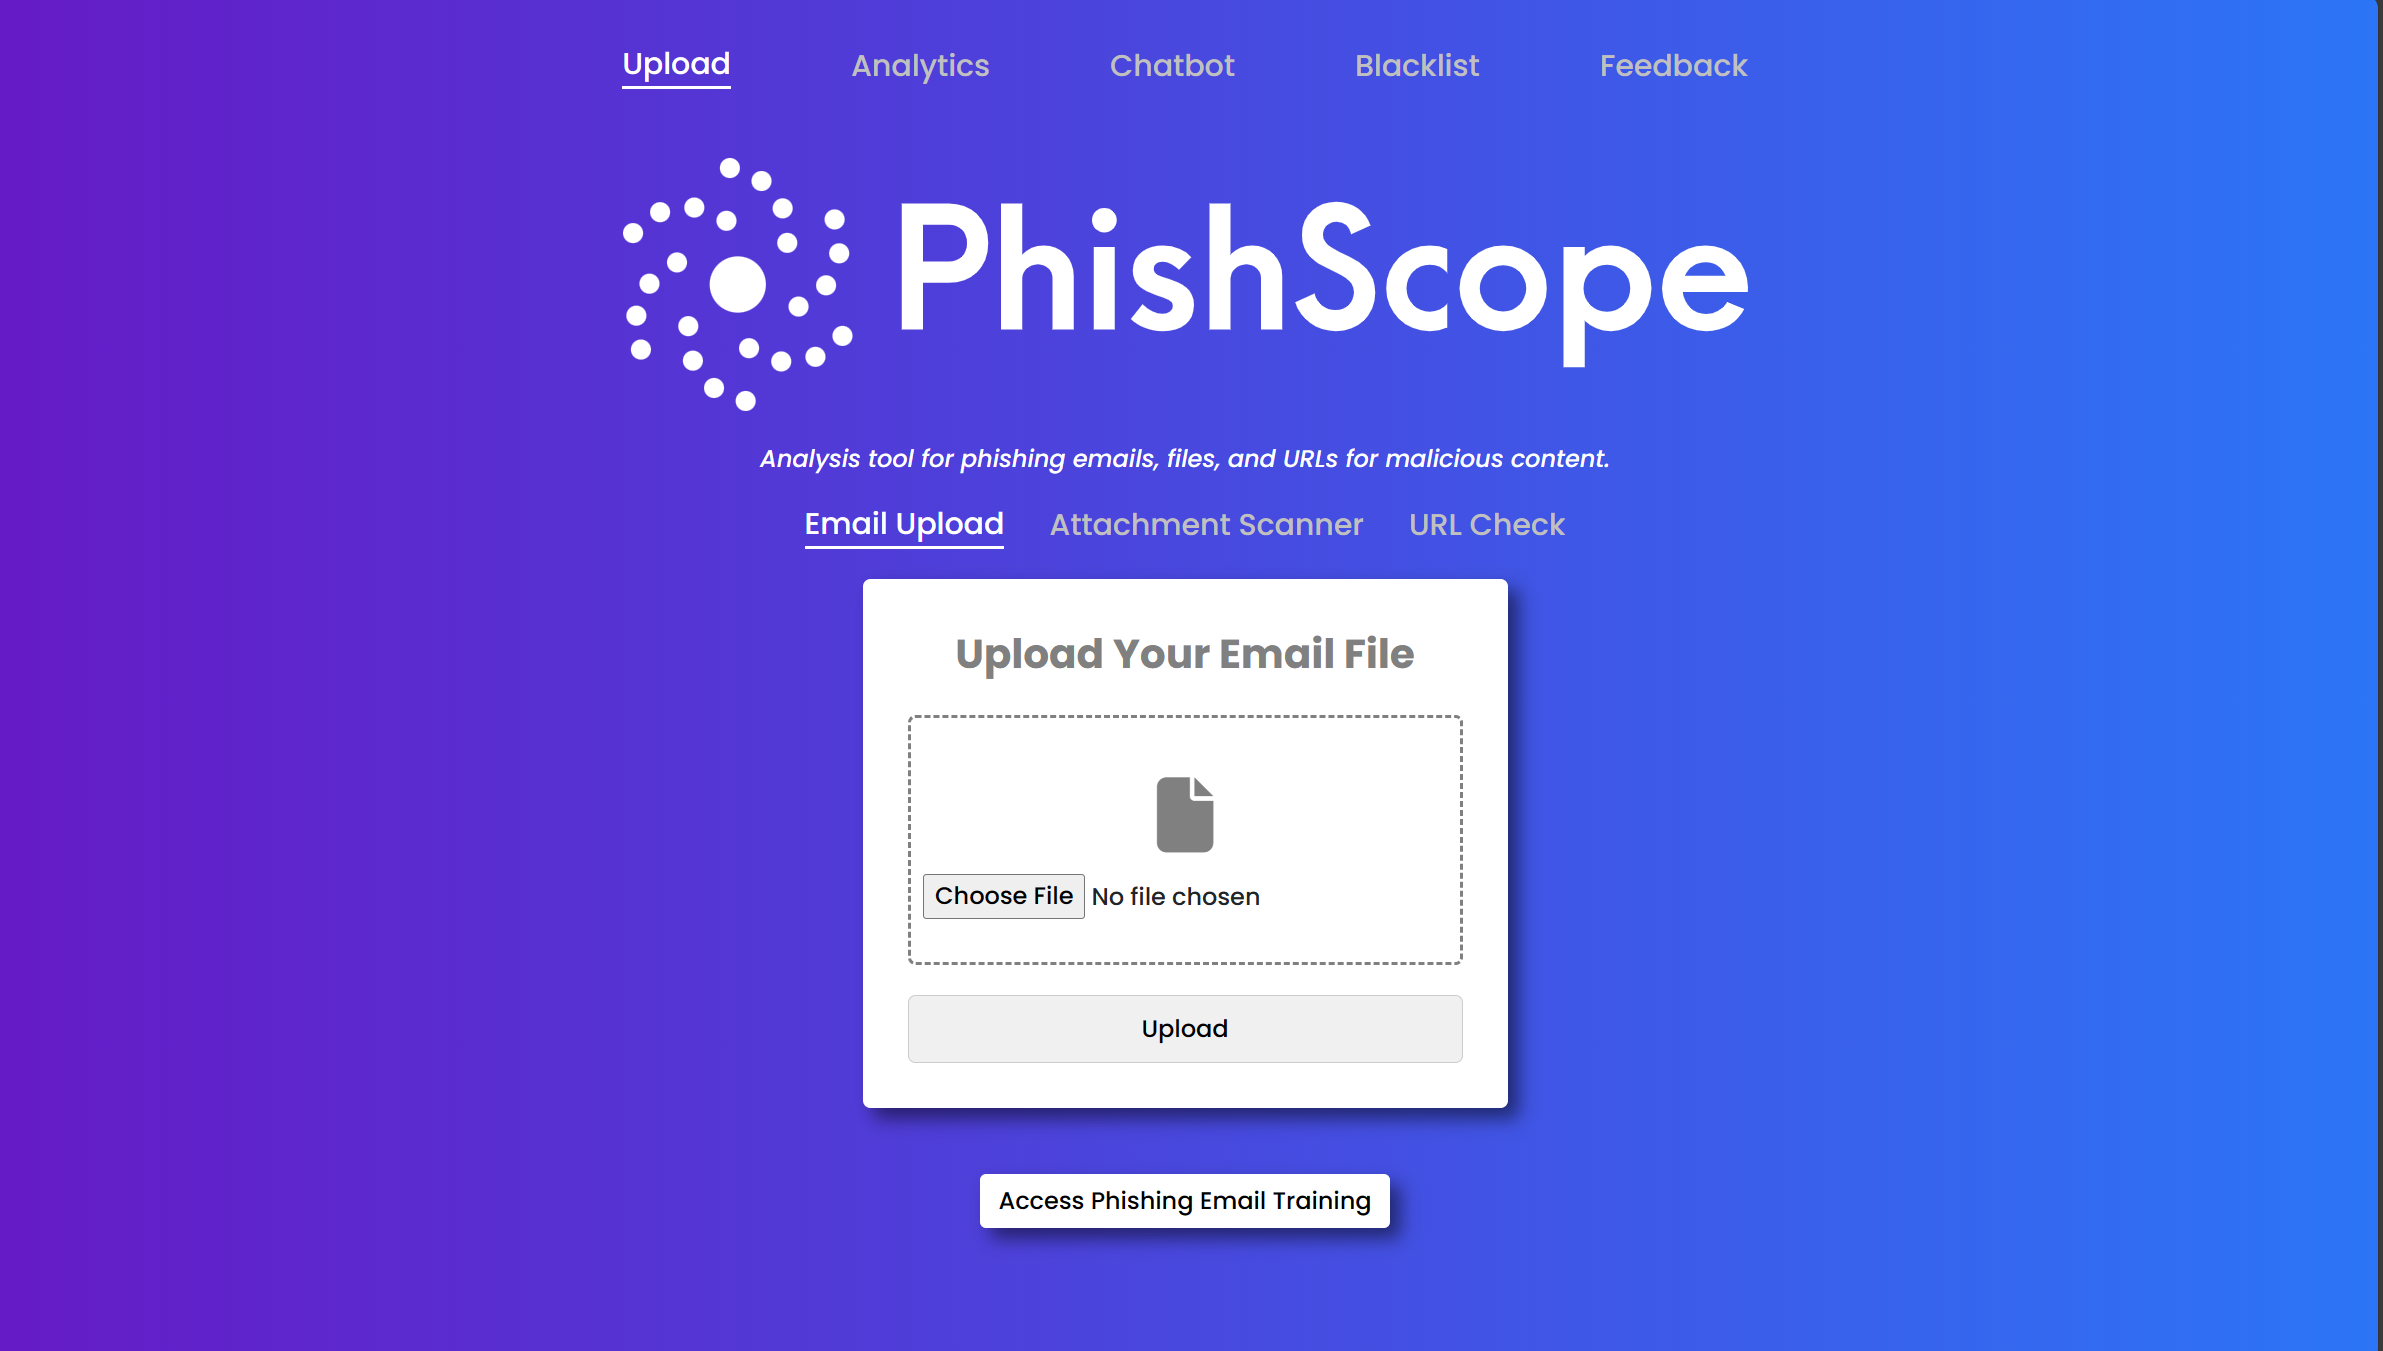 Upload Analytics Chatbot Blacklist Feedback
PhishScope
Analysis tool for phishing emails, files, and URLs for malicious content.
Email Upload Attachment Scanner URL Check
Upload Your Email File
Choose File No file chosen
Upload
Access Phishing Email Training